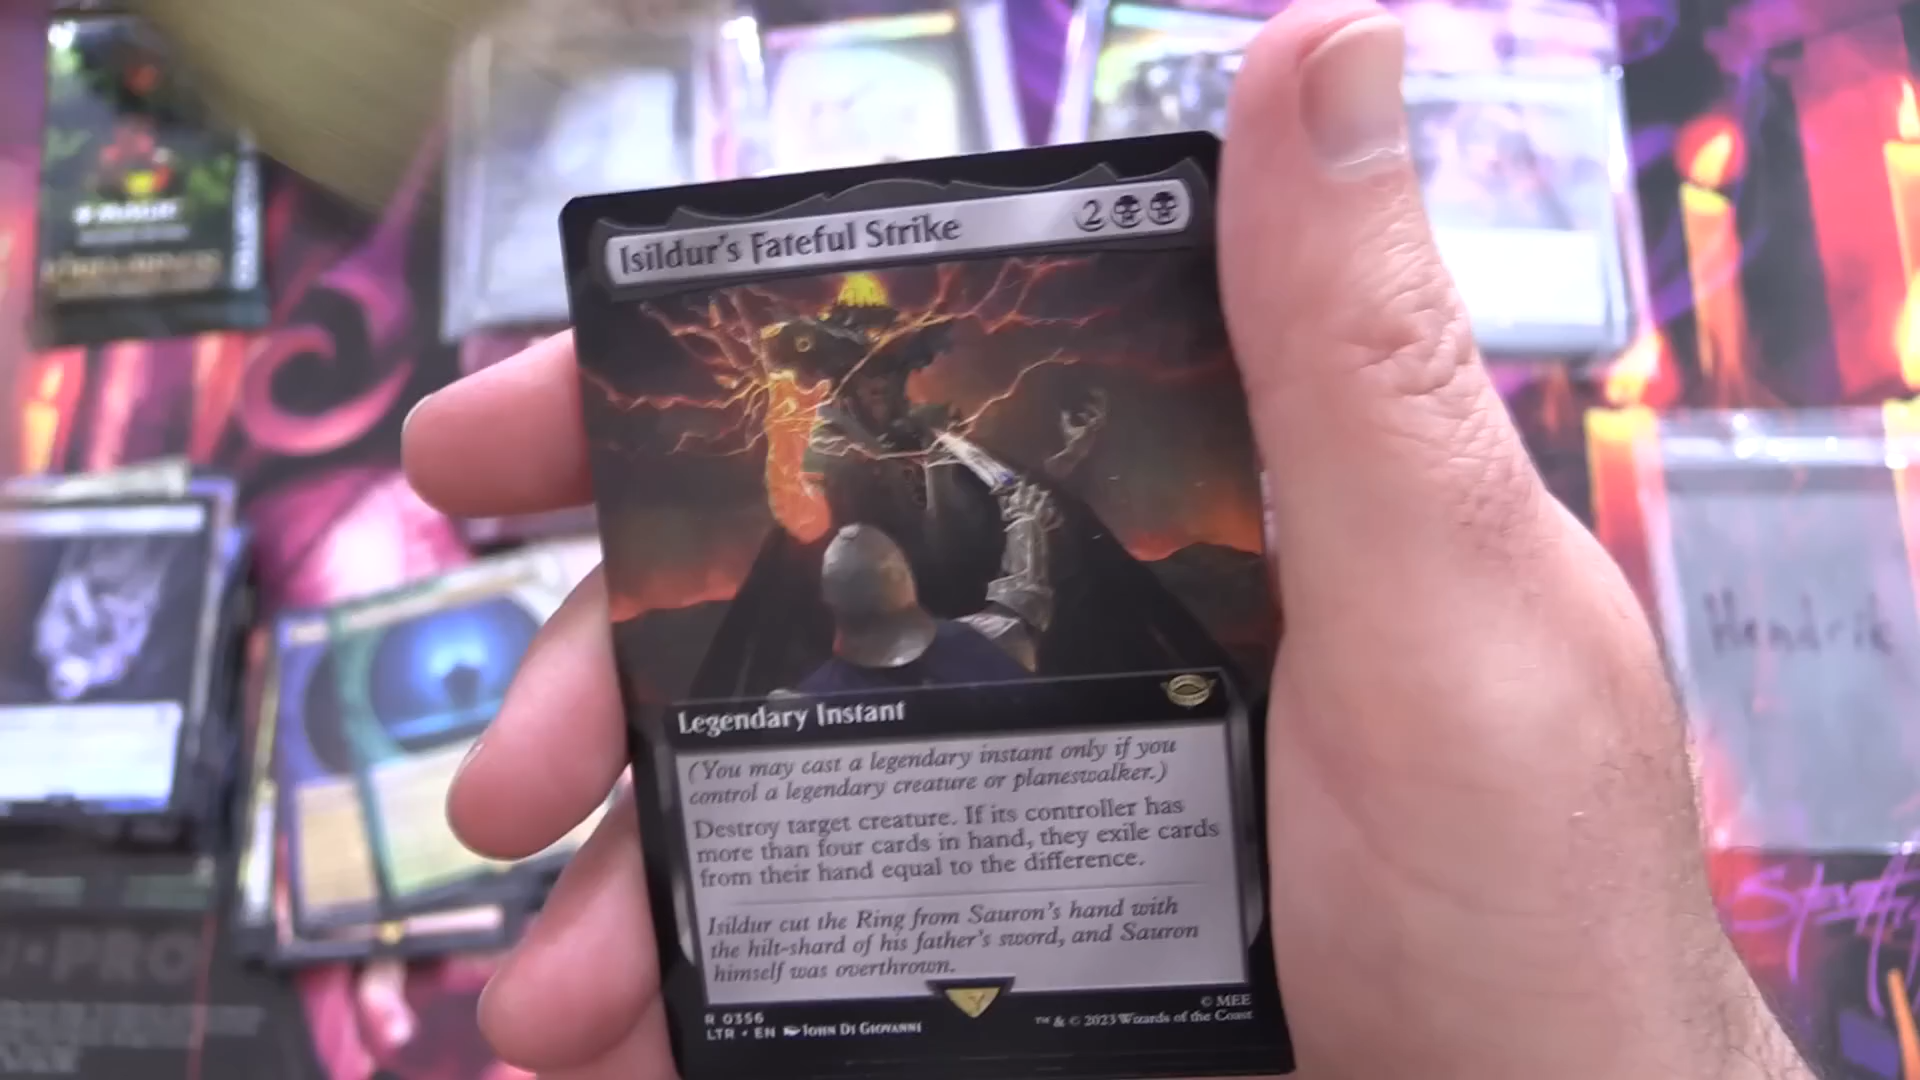 Isildur's Fateful Strike
2
Legendary Instant
(You may cast a legendary instant only if you
control a legendary creature or planeswalker.)
Destroy target creature. If its controller has
more than four cards in hand, they exile cards
from their hand equal to the difference.
Isildur cut the Ring from Sauron's hand with
the hilt-shard of his father's sword, and Sauron
himself was overthrown.
R 0356
LTR • EN JOHN DI GIOVANNI
© MEE
™ & © 2023 Wizards of the Coast
Hendrik
PRO